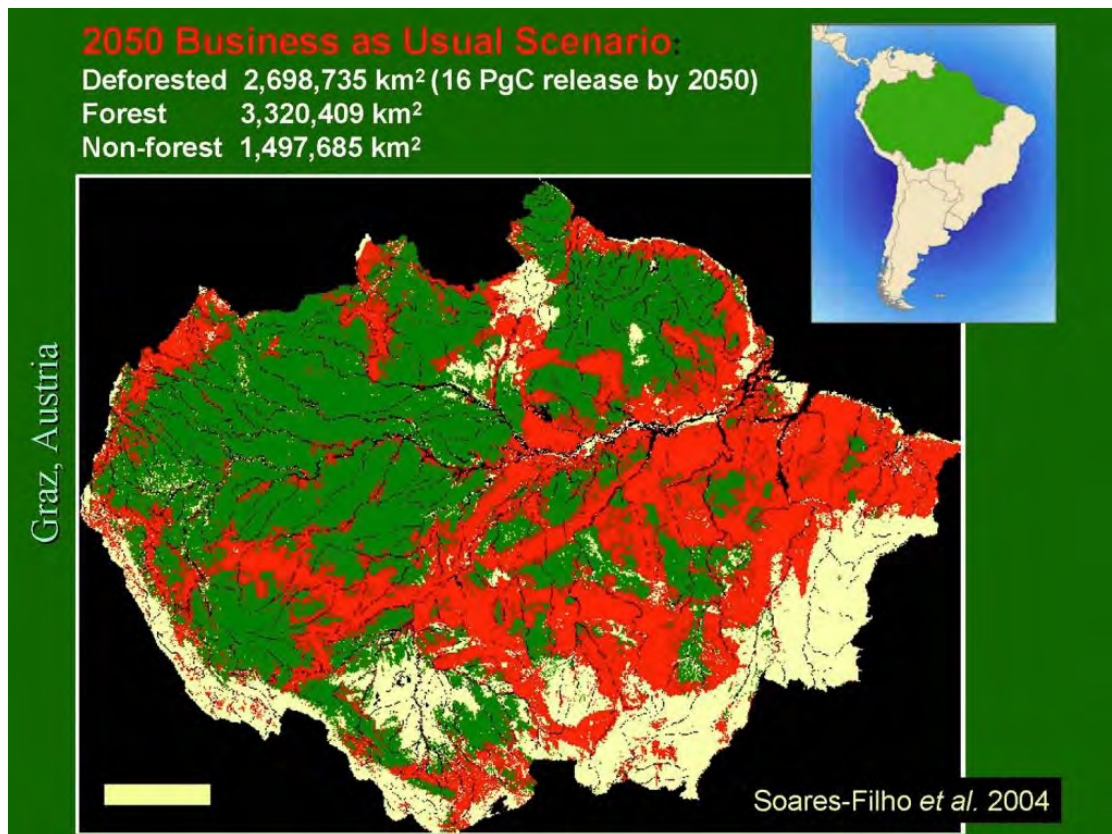 2050 Business as Usual Scenario:
Deforested 2,698,735 km² (16 PgC release by 2050)
Forest 3,320,409 km²
Non-forest 1,497,685 km²
Graz, Austria
Soares-Filho et al. 2004